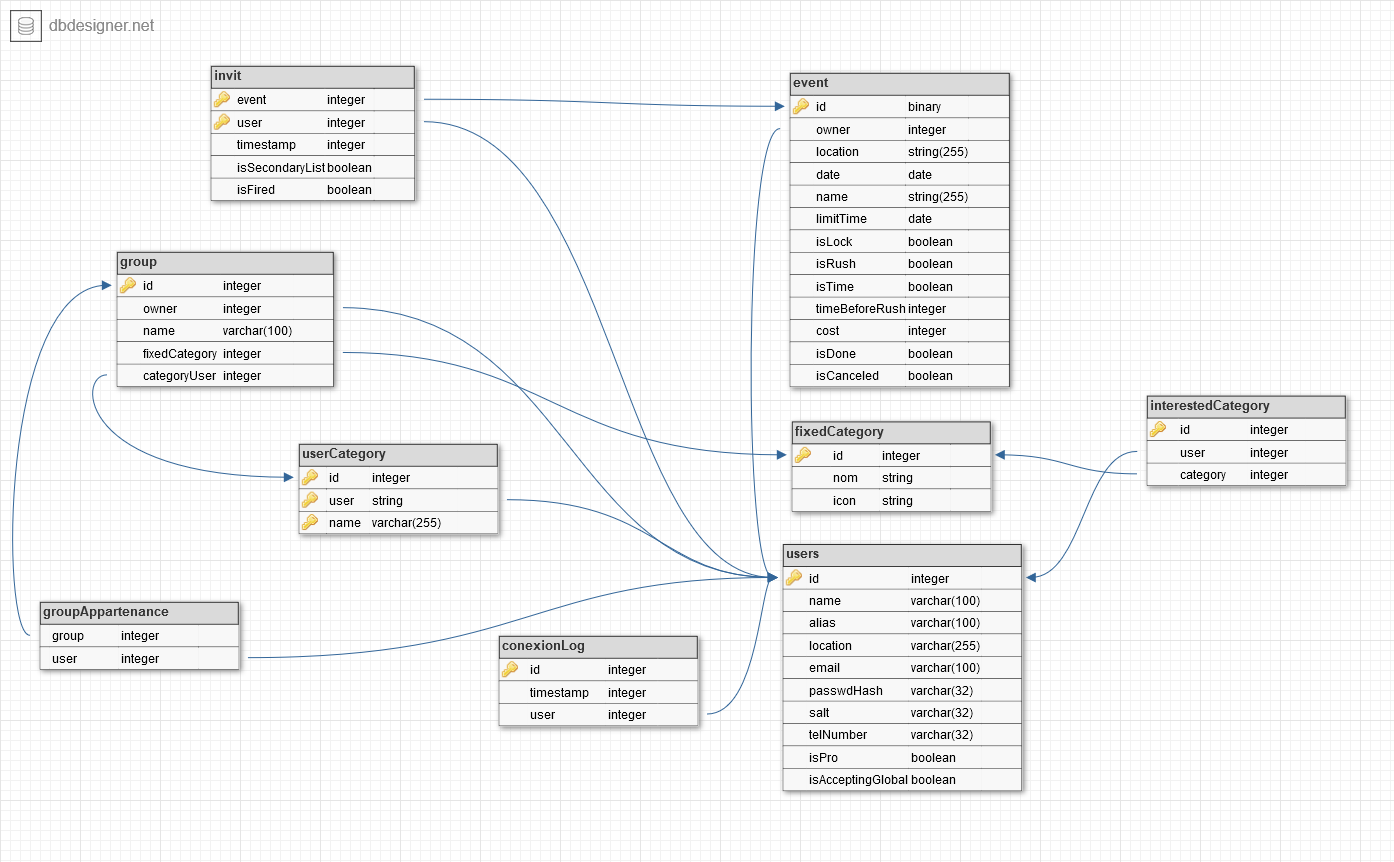 dbdesigner.net
invit
event integer
user integer
timestamp integer
isSecondaryList boolean
isFired boolean
event
id binary
owner integer
location string(255)
date date
name string(255)
limitTime date
isLock boolean
isRush boolean
isTime boolean
timeBeforeRush integer
cost integer
isDone boolean
isCanceled boolean
group
id integer
owner integer
name varchar(100)
fixedCategory integer
categoryUser integer
interestedCategory
id integer
user integer
category integer
fixedCategory
id integer
nom string
icon string
userCategory
id integer
user string
name varchar(255)
users
id integer
name varchar(100)
alias varchar(100)
location varchar(255)
email varchar(100)
passwdHash varchar(32)
salt varchar(32)
telNumber varchar(32)
isPro boolean
isAcceptingGlobal boolean
groupAppartenance
group integer
user integer
conexionLog
id integer
timestamp integer
user integer